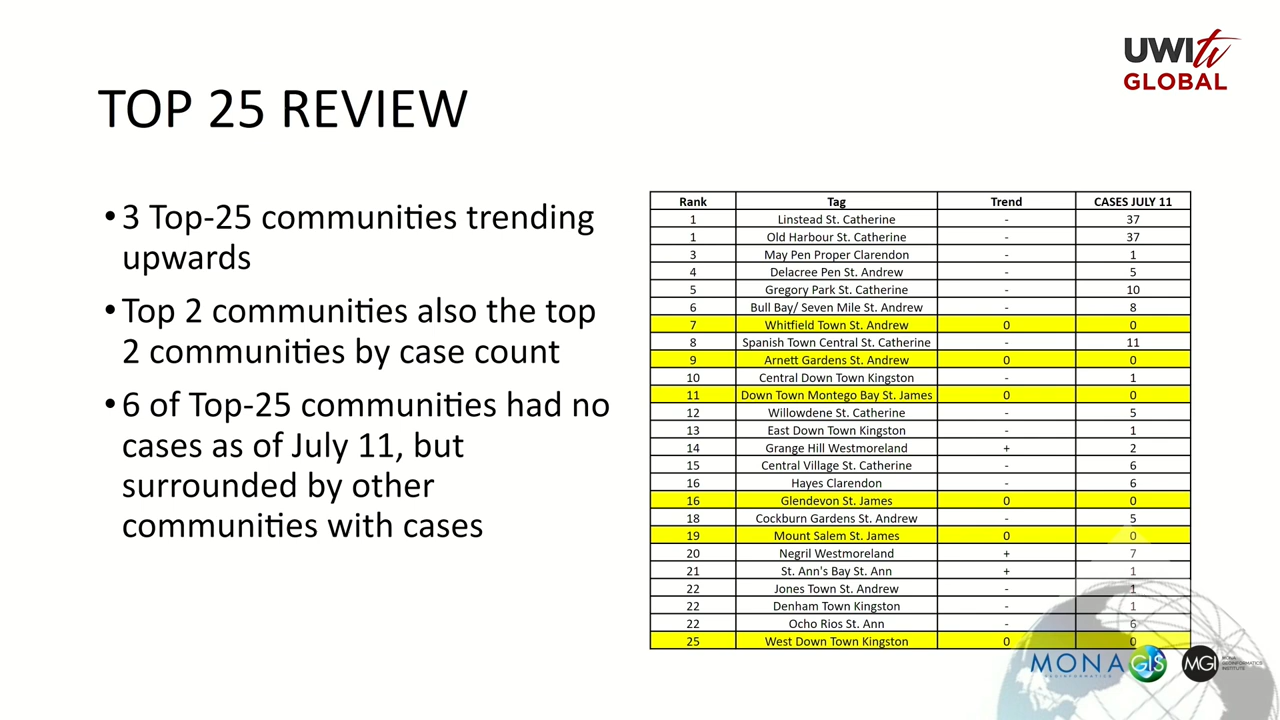 UWItv
GLOBAL
TOP 25 REVIEW
• 3 Top-25 communities trending
upwards
• Top 2 communities also the top
2 communities by case count
• 6 of Top-25 communities had no
cases as of July 11, but
surrounded by other
communities with cases
Rank Tag Trend CASES JULY 11
1 Linstead St. Catherine - 37
1 Old Harbour St. Catherine - 37
3 May Pen Proper Clarendon - 1
4 Delacree Pen St. Andrew - 5
5 Gregory Park St. Catherine - 10
6 Bull Bay/ Seven Mile St. Andrew - 8
7 Whitfield Town St. Andrew 0 0
8 Spanish Town Central St. Catherine - 11
9 Arnett Gardens St. Andrew 0 0
10 Central Down Town Kingston - 1
11 Down Town Montego Bay St. James 0 0
12 Willowdene St. Catherine - 5
13 East Down Town Kingston - 1
14 Grange Hill Westmoreland + 2
15 Central Village St. Catherine - 6
16 Hayes Clarendon - 6
16 Glendevon St. James 0 0
18 Cockburn Gardens St. Andrew - 5
19 Mount Salem St. James 0 0
20 Negril Westmoreland + 7
21 St. Ann's Bay St. Ann + 1
22 Jones Town St. Andrew - 1
22 Denham Town Kingston - 1
22 Ocho Rios St. Ann - 6
25 West Down Town Kingston 0 0
MONA GIS
MGI
MONA
GEOINFORMATICS
INSTITUTE